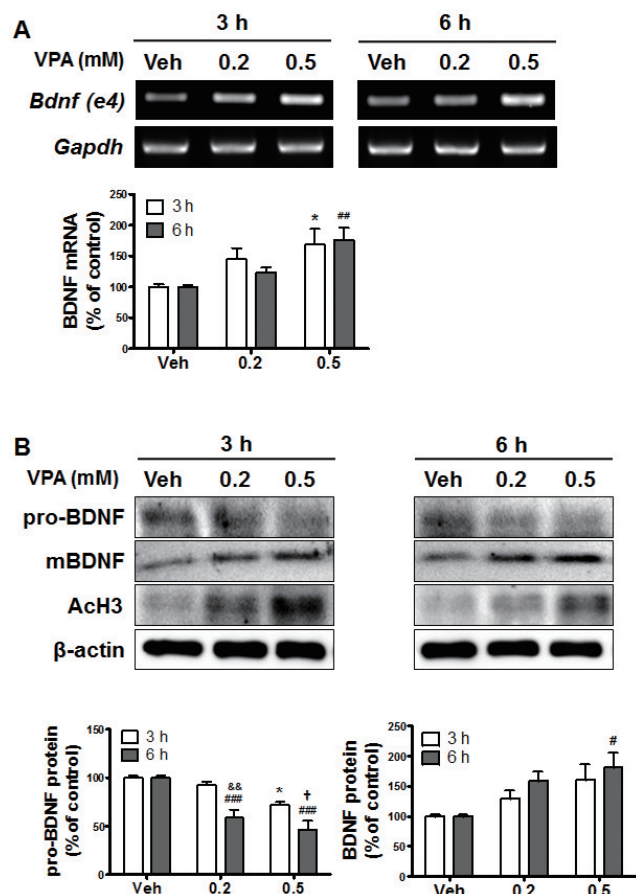 A
3 h 6 h
VPA (mM) Veh 0.2 0.5 Veh 0.2 0.5
Bdnf (e4)
Gapdh
BDNF mRNA
(% of control)
250
200
150
100
50
0
3 h
6 h
* ##
Veh 0.2 0.5
B
3 h 6 h
VPA (mM) Veh 0.2 0.5 Veh 0.2 0.5
pro-BDNF
mBDNF
AcH3
β-actin
pro-BDNF protein
(% of control)
150
100
50
0
3 h
6 h
&&
###
*
†
###
Veh 0.2 0.5
BDNF protein
(% of control)
250
200
150
100
50
0
3 h
6 h
#
Veh 0.2 0.5